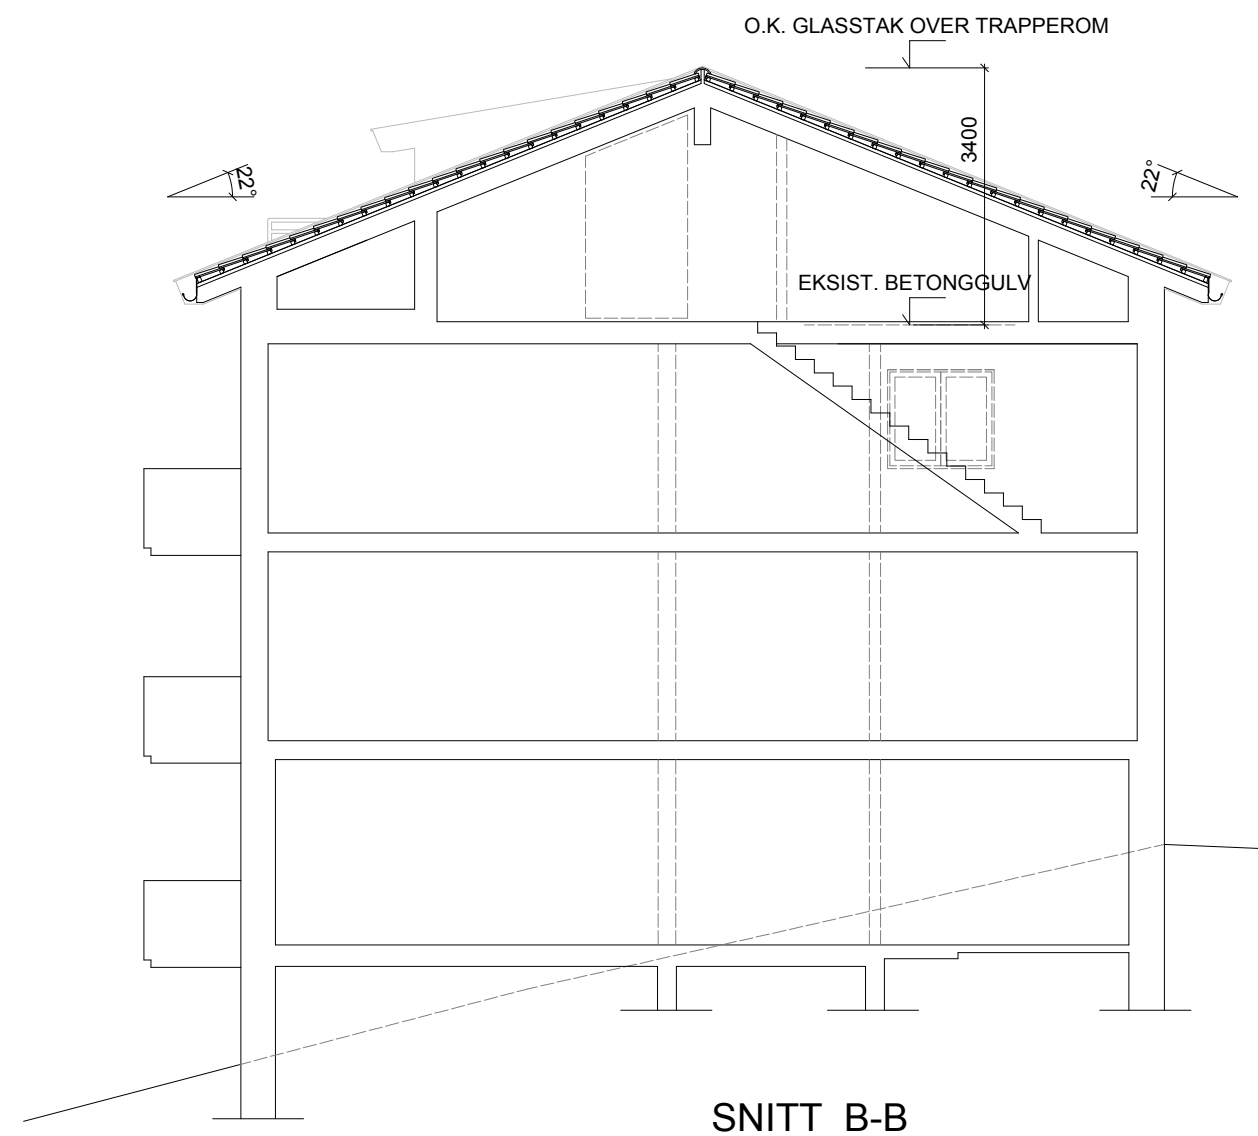 O.K. GLASSTAK OVER TRAPPEROM
3400
22°
22°
EKSIST. BETONGGULV
SNITT B-B